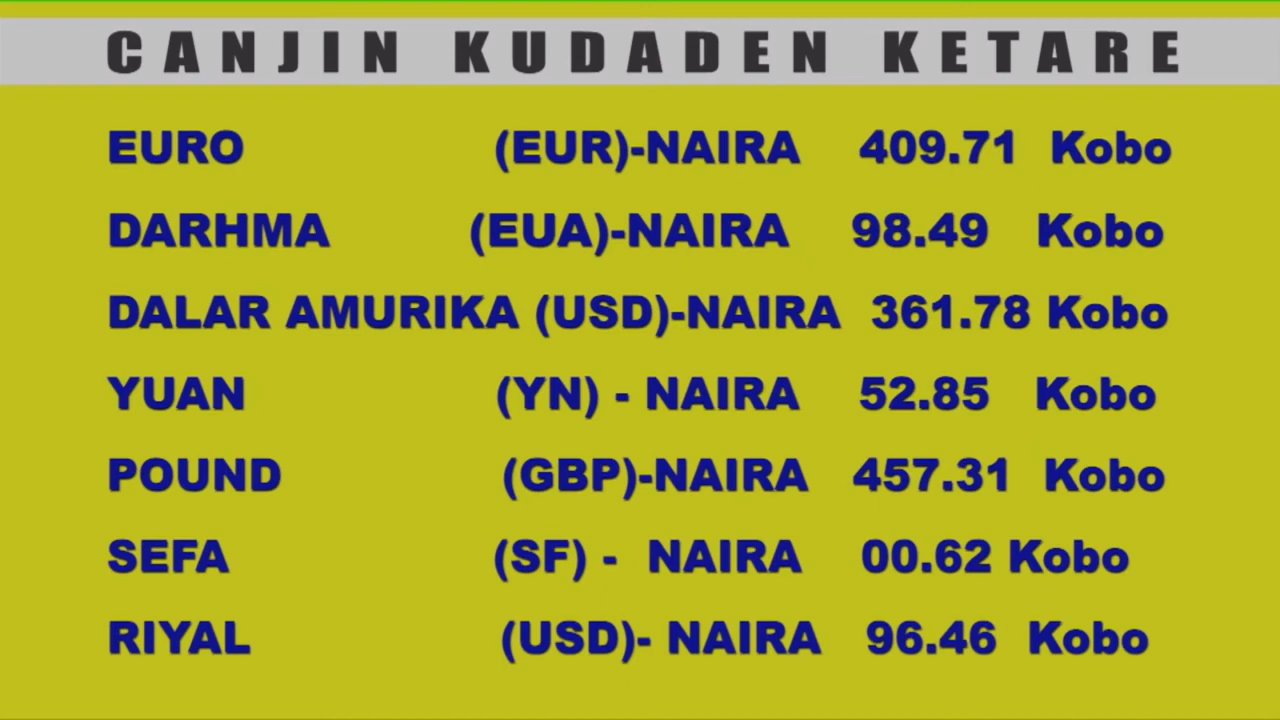 CANJIN KUDADEN KETARE
EURO (EUR)-NAIRA 409.71 Kobo
DARHMA (EUA)-NAIRA 98.49 Kobo
DALAR AMURIKA (USD)-NAIRA 361.78 Kobo
YUAN (YN) - NAIRA 52.85 Kobo
POUND (GBP)-NAIRA 457.31 Kobo
SEFA (SF) - NAIRA 00.62 Kobo
RIYAL (USD)- NAIRA 96.46 Kobo